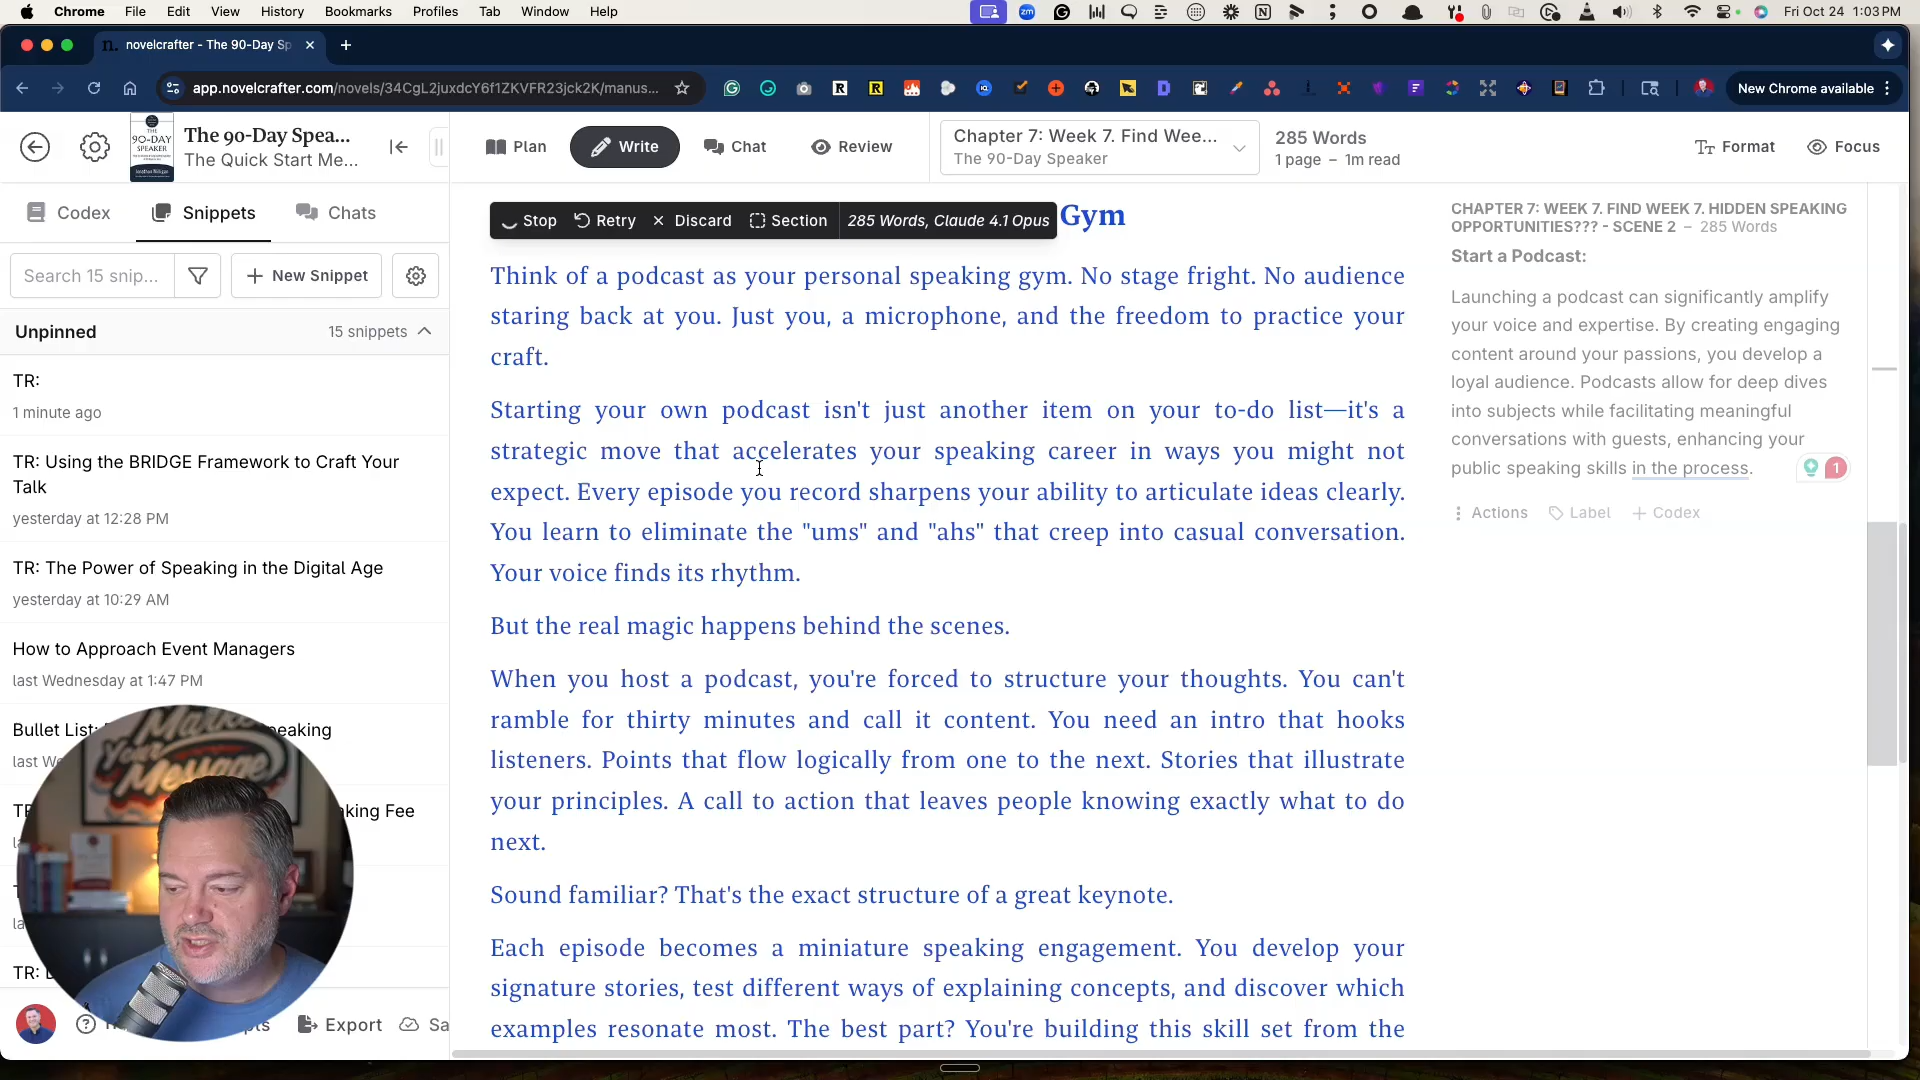 Chrome File Edit View History Bookmarks Profiles Tab Window Help
Fri Oct 24 1:03 PM
novelcrafter - The 90-Day Sp
app.novelcrafter.com/novels/34CgL2juxdcY6f1ZKVFR23jck2K/manus...
New Chrome available
The 90-Day Spea...
The Quick Start Me...
THE
90-DAY
SPEAKER
Plan Write Chat Review
Chapter 7: Week 7. Find Wee...
The 90-Day Speaker
285 Words
1 page – 1m read
Format Focus
Codex Snippets Chats
Search 15 snip...
New Snippet
Unpinned
15 snippets
TR:
1 minute ago
TR: Using the BRIDGE Framework to Craft Your
Talk
yesterday at 12:28 PM
TR: The Power of Speaking in the Digital Age
yesterday at 10:29 AM
How to Approach Event Managers
last Wednesday at 1:47 PM
Bullet List: eaking
last We
king Fee
TR:
Export
Sa
Make
Your
Message
Stop Retry Discard Section 285 Words, Claude 4.1 Opus
Gym
Think of a podcast as your personal speaking gym. No stage fright. No audience
staring back at you. Just you, a microphone, and the freedom to practice your
craft.
Starting your own podcast isn't just another item on your to-do list—it's a
strategic move that accelerates your speaking career in ways you might not
expect. Every episode you record sharpens your ability to articulate ideas clearly.
You learn to eliminate the "ums" and "ahs" that creep into casual conversation.
Your voice finds its rhythm.
But the real magic happens behind the scenes.
When you host a podcast, you're forced to structure your thoughts. You can't
ramble for thirty minutes and call it content. You need an intro that hooks
listeners. Points that flow logically from one to the next. Stories that illustrate
your principles. A call to action that leaves people knowing exactly what to do
next.
Sound familiar? That's the exact structure of a great keynote.
Each episode becomes a miniature speaking engagement. You develop your
signature stories, test different ways of explaining concepts, and discover which
examples resonate most. The best part? You're building this skill set from the
CHAPTER 7: WEEK 7. FIND WEEK 7. HIDDEN SPEAKING
OPPORTUNITIES??? - SCENE 2 – 285 Words
Start a Podcast:
Launching a podcast can significantly amplify
your voice and expertise. By creating engaging
content around your passions, you develop a
loyal audience. Podcasts allow for deep dives
into subjects while facilitating meaningful
conversations with guests, enhancing your
public speaking skills in the process.
1
Actions Label Codex